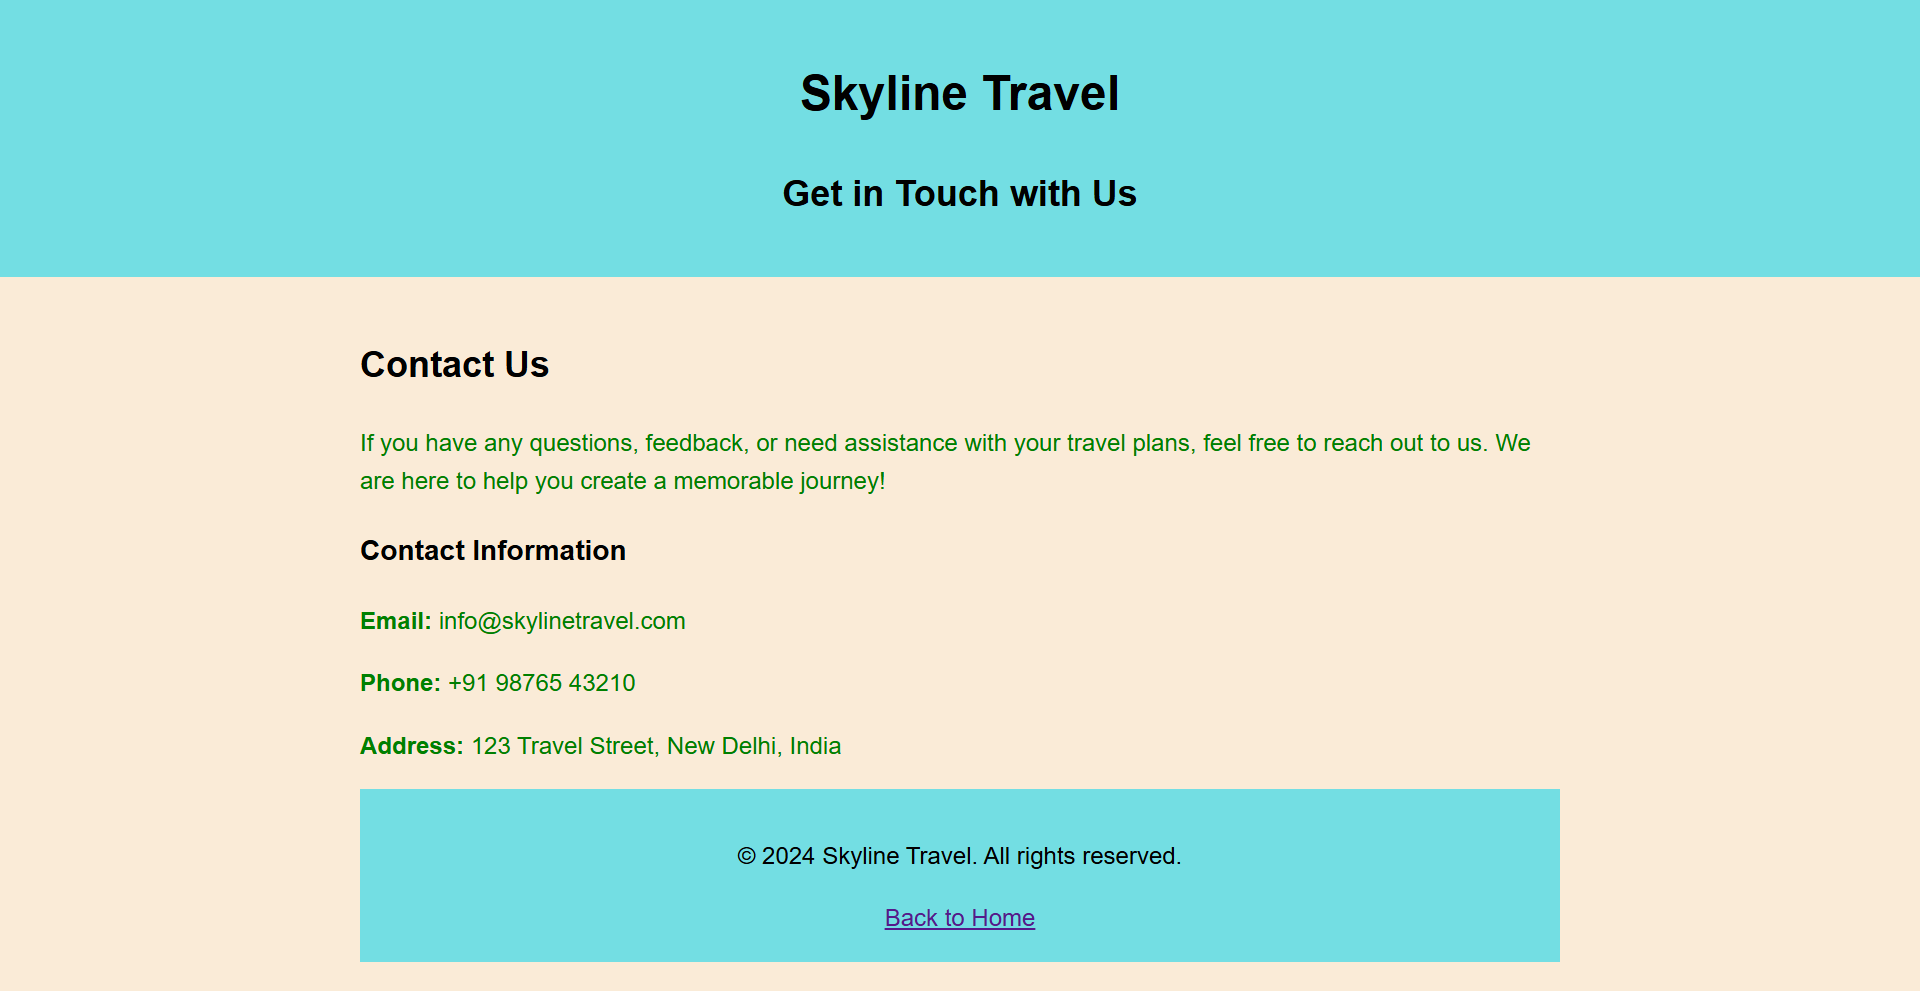 Skyline Travel
Get in Touch with Us
Contact Us
If you have any questions, feedback, or need assistance with your travel plans, feel free to reach out to us. We
are here to help you create a memorable journey!
Contact Information
Email: info@skylinetravel.com
Phone: +91 98765 43210
Address: 123 Travel Street, New Delhi, India
© 2024 Skyline Travel. All rights reserved.
Back to Home